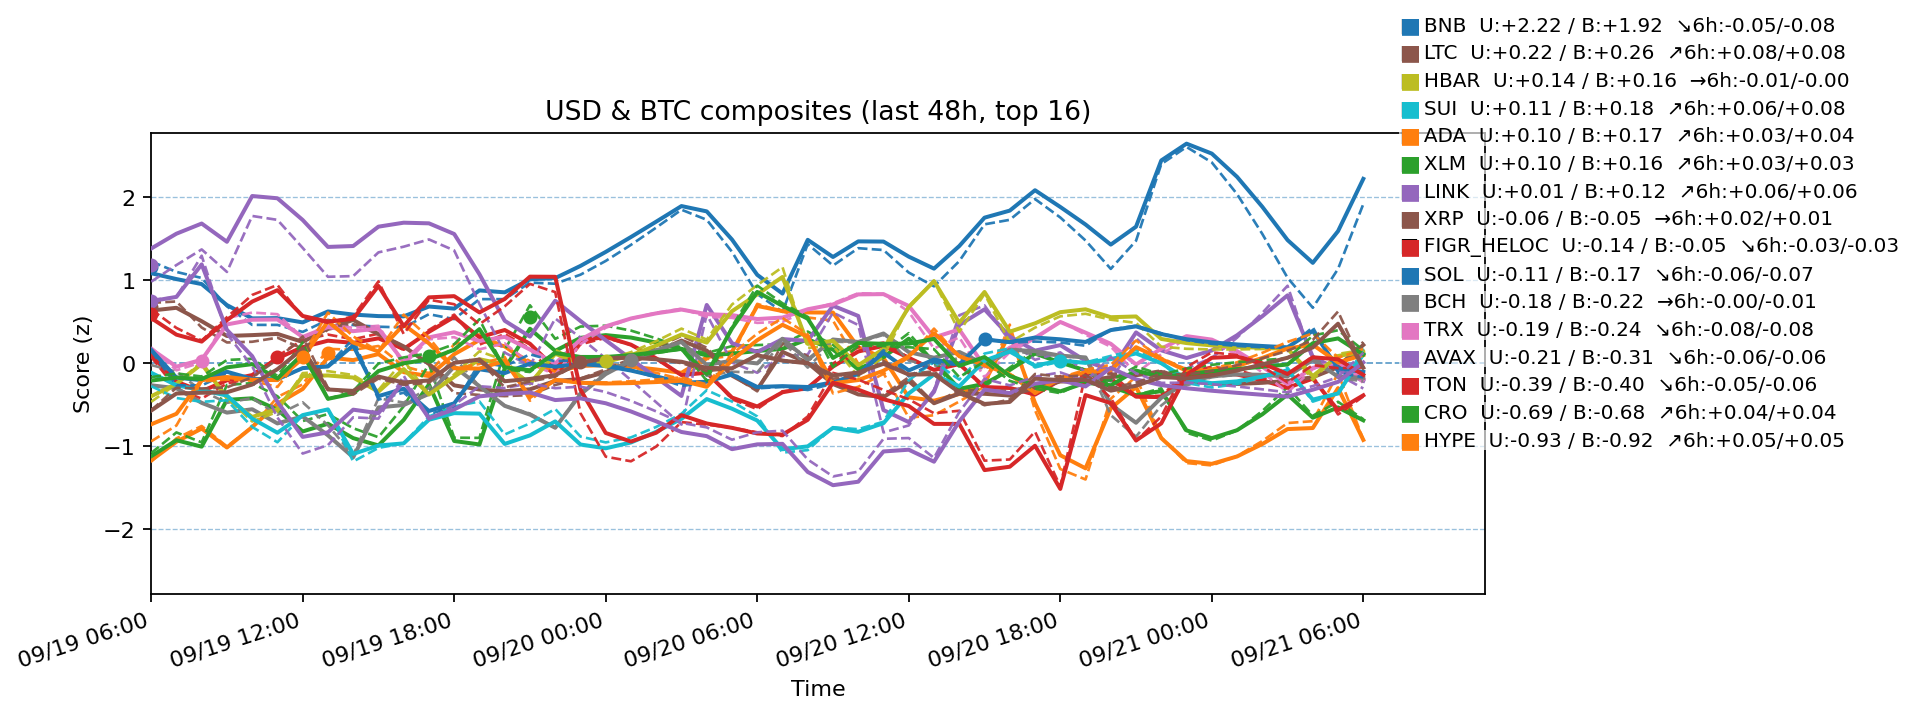 BNB U:+2.22 / B:+1.92 ↘6h:-0.05/-0.08
LTC U:+0.22 / B:+0.26 ↗6h:+0.08/+0.08
HBAR U:+0.14 / B:+0.16 →6h:-0.01/-0.00
SUI U:+0.11 / B:+0.18 ↗6h:+0.06/+0.08
ADA U:+0.10 / B:+0.17 ↗6h:+0.03/+0.04
XLM U:+0.10 / B:+0.16 ↗6h:+0.03/+0.03
LINK U:+0.01 / B:+0.12 ↗6h:+0.06/+0.06
XRP U:-0.06 / B:-0.05 →6h:+0.02/+0.01
FIGR_HELOC U:-0.14 / B:-0.05 ↘6h:-0.03/-0.03
SOL U:-0.11 / B:-0.17 ↘6h:-0.06/-0.07
BCH U:-0.18 / B:-0.22 →6h:-0.00/-0.01
TRX U:-0.19 / B:-0.24 ↘6h:-0.08/-0.08
AVAX U:-0.21 / B:-0.31 ↘6h:-0.06/-0.06
TON U:-0.39 / B:-0.40 ↘6h:-0.05/-0.06
CRO U:-0.69 / B:-0.68 ↗6h:+0.04/+0.04
HYPE U:-0.93 / B:-0.92 ↗6h:+0.05/+0.05
USD & BTC composites (last 48h, top 16)
Score (z)
2
1
0
−1
−2
09/19 06:00
09/19 12:00
09/19 18:00
09/20 00:00
09/20 06:00
09/20 12:00
09/20 18:00
09/21 00:00
09/21 06:00
Time